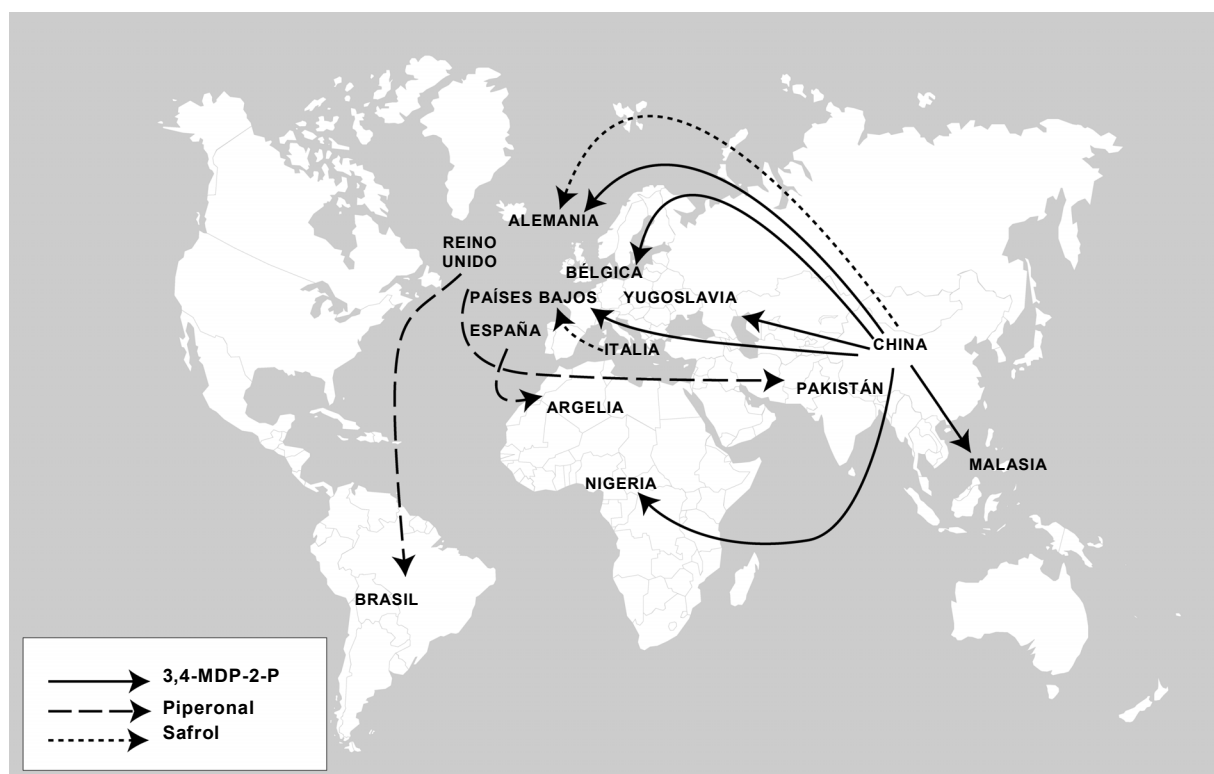 ALEMANIA
REINO
UNIDO
BÉLGICA
PAÍSES BAJOS
YUGOSLAVIA
ESPAÑA
ITALIA
CHINA
PAKISTÁN
ARGELIA
MALASIA
NIGERIA
BRASIL
3,4-MDP-2-P
Piperonal
Safrol